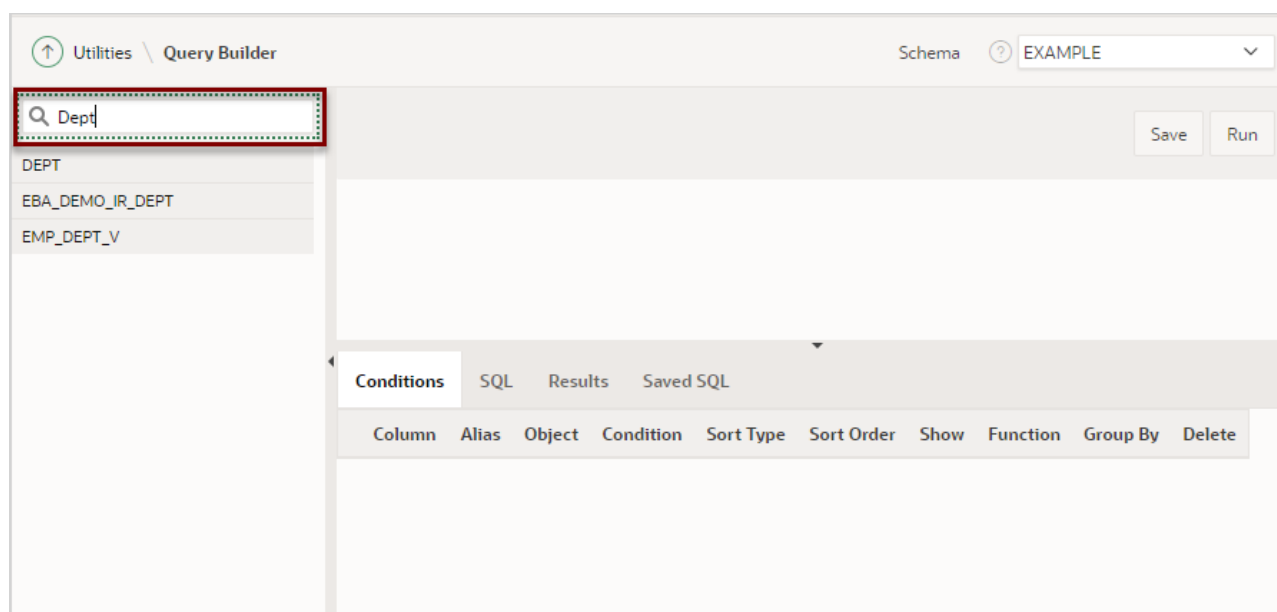 Utilities \ Query Builder
Schema ? EXAMPLE
Dept
Save Run
DEPT
EBA_DEMO_IR_DEPT
EMP_DEPT_V
Conditions SQL Results Saved SQL
Column Alias Object Condition Sort Type Sort Order Show Function Group By Delete